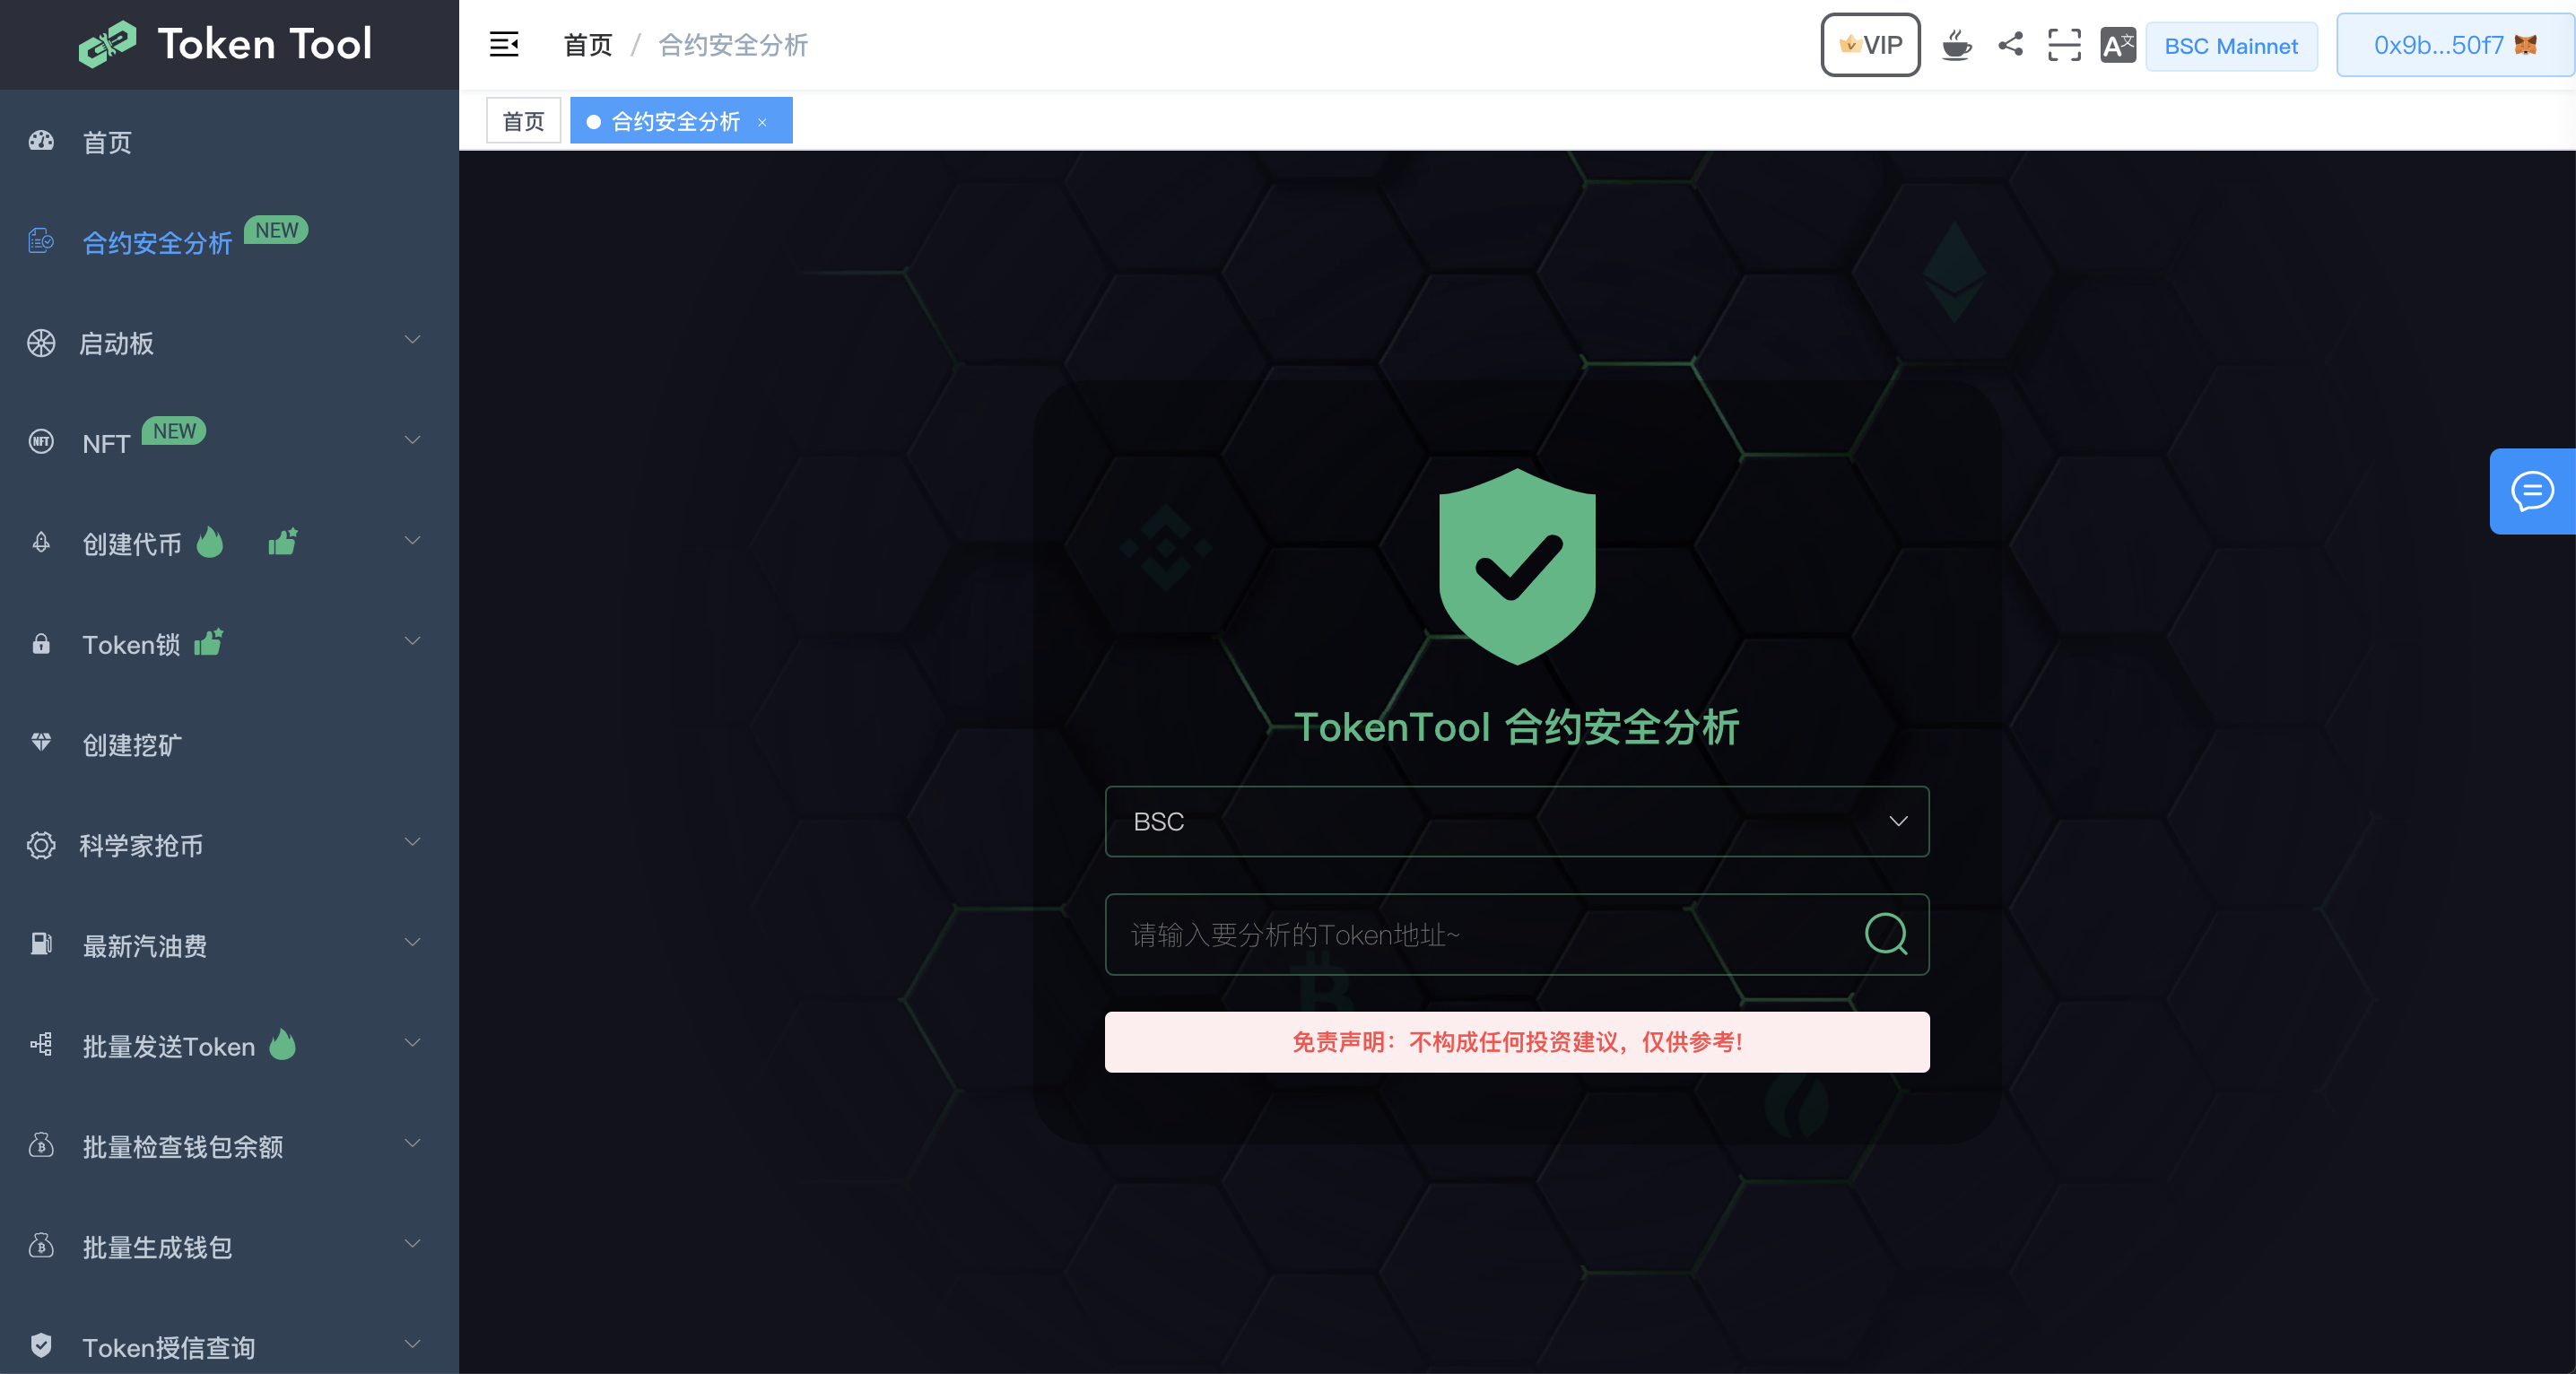 Token Tool
首页 / 合约安全分析
VIP
BSC Mainnet
0x9b...50f7
首页
合约安全分析 ×
首页
合约安全分析 NEW
启动板
NFT NEW
创建代币
Token锁
创建挖矿
科学家抢币
最新汽油费
批量发送Token
批量检查钱包余额
批量生成钱包
Token授信查询
TokenTool 合约安全分析
BSC
请输入要分析的Token地址~
免责声明：不构成任何投资建议，仅供参考!